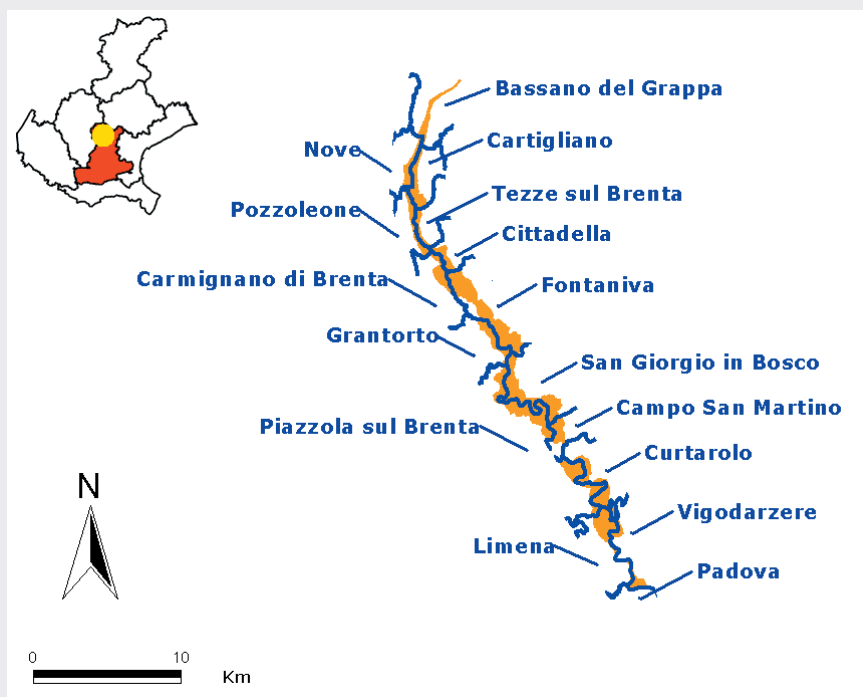 Bassano del Grappa
Cartigliano
Nove
Tezze sul Brenta
Pozzoleone
Cittadella
Carmignano di Brenta
Fontaniva
Grantorto
San Giorgio in Bosco
Campo San Martino
Piazzola sul Brenta
Curtarolo
N
Vigodarzere
Limena
Padova
0 10
Km